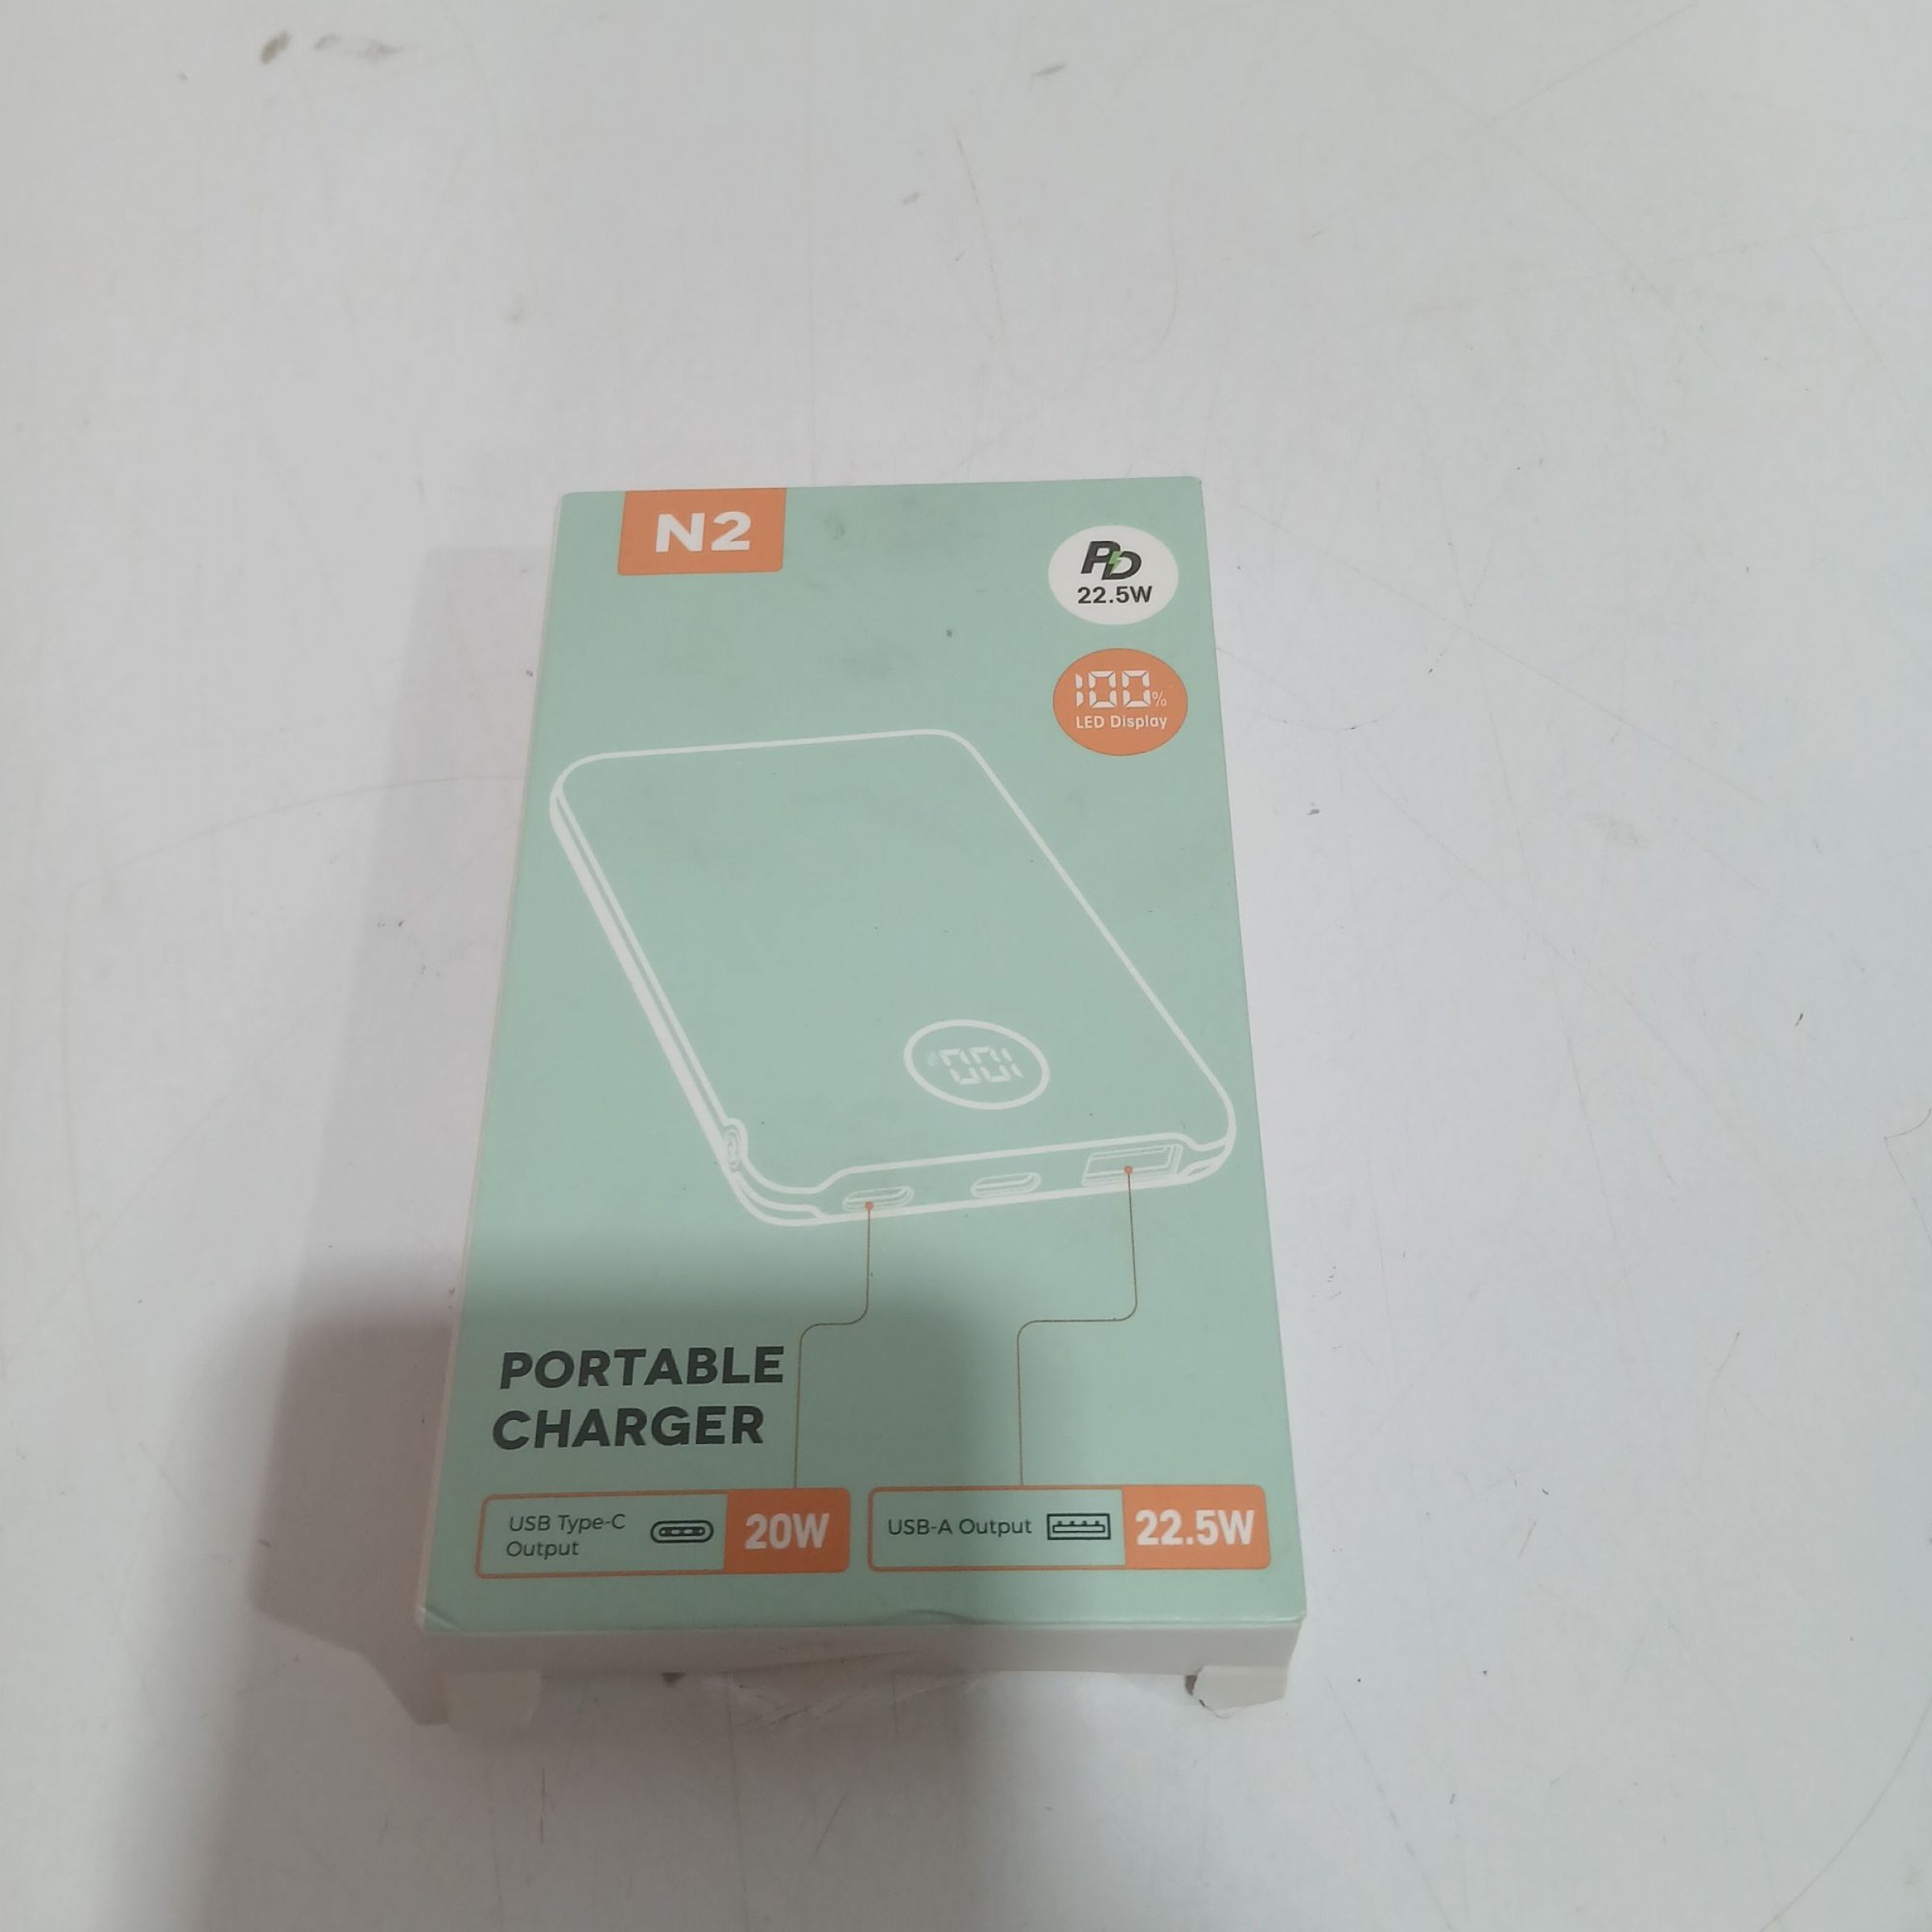 N2
PD
22.5W
100%
LED Display
100%
PORTABLE
CHARGER
USB Type-C
Output
20W
USB-A Output
22.5W